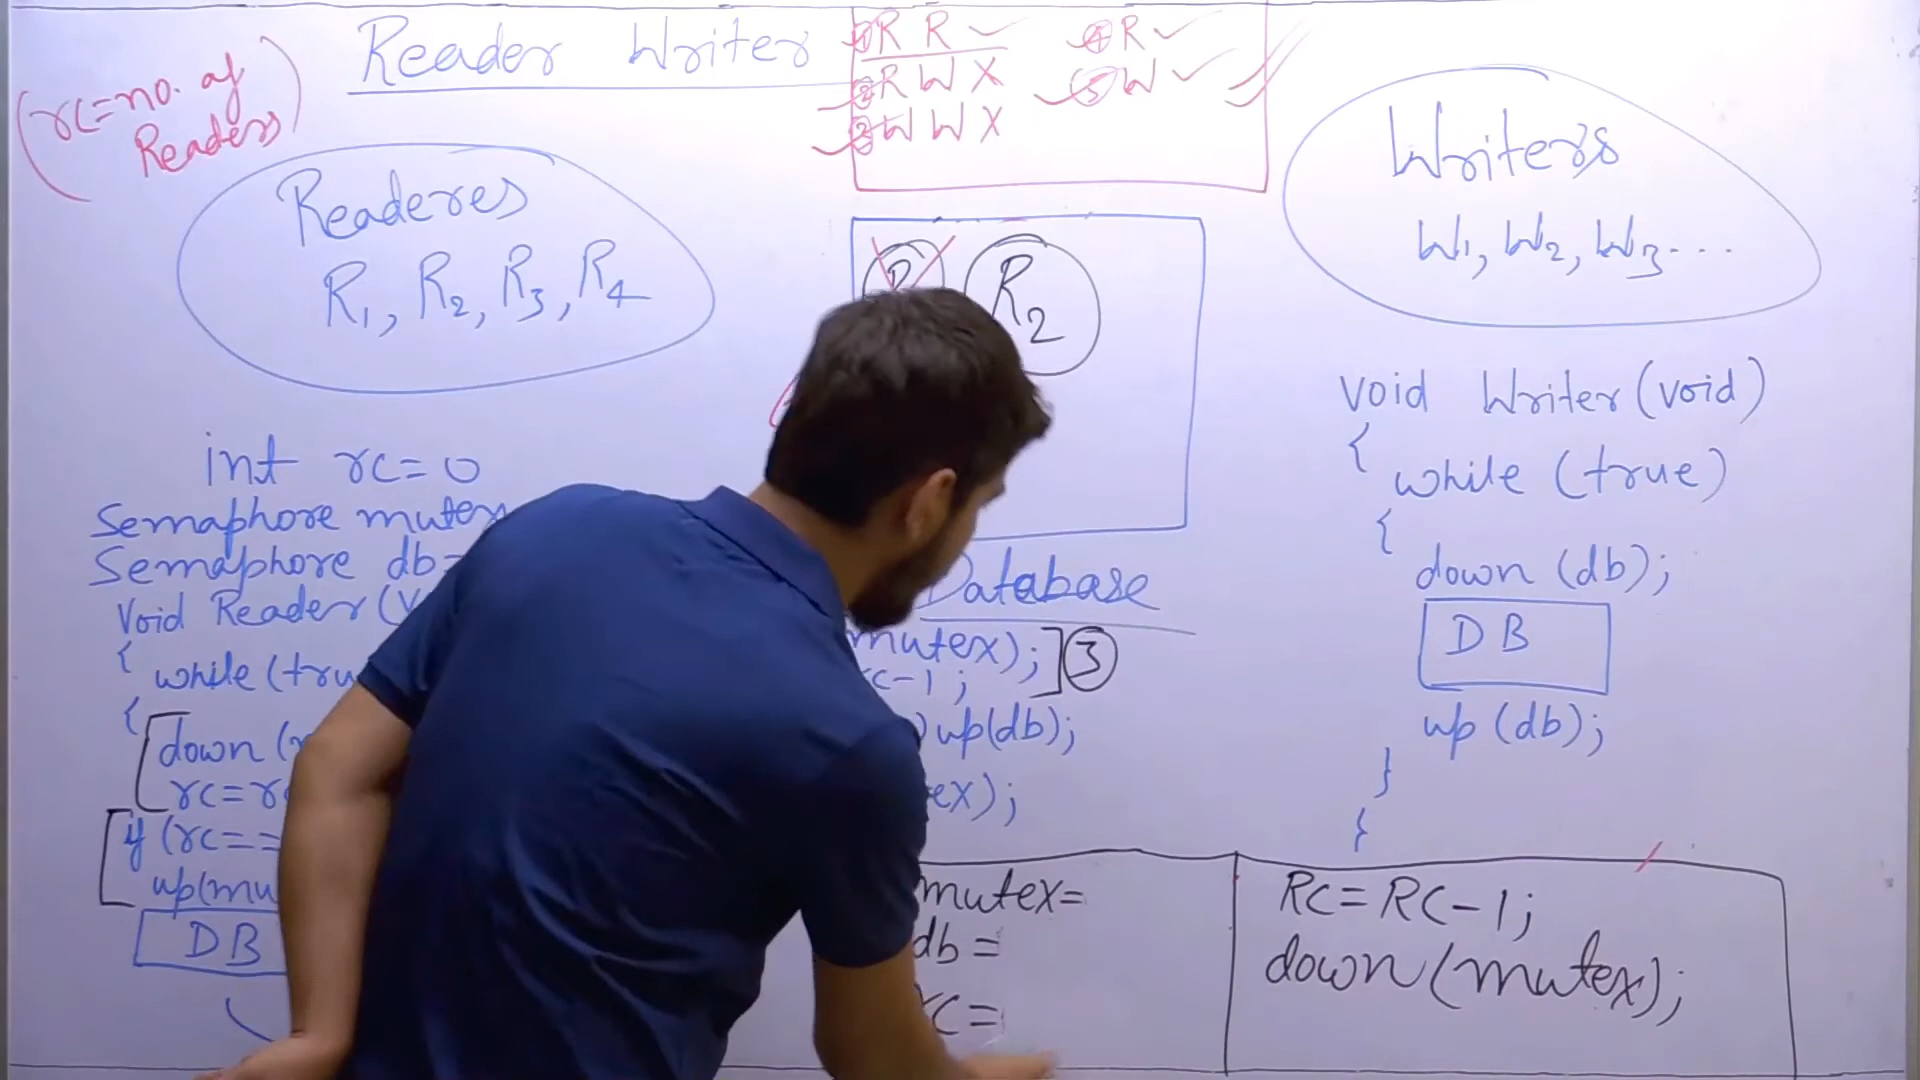 Reader Writer
(rc=no. of
Readers)
① R R ✓
② R W X
③ W W X
④ R ✓
⑤ W ✓
Readeres
R1, R2, R3, R4
R2
Writers
W1, W2, W3...
int rc=0
Semaphore mutex
Semaphore db=
Void Reader(
{
while(tru
{
down(
rc=
if (rc==
up(mu
DB
Database
mutex); ③
c-1;
) up(db);
ex);
void Writer(void)
{
while (true)
{
down (db);
DB
up (db);
}
}
mutex=
db=
rc=
RC=RC-1;
down(mutex);